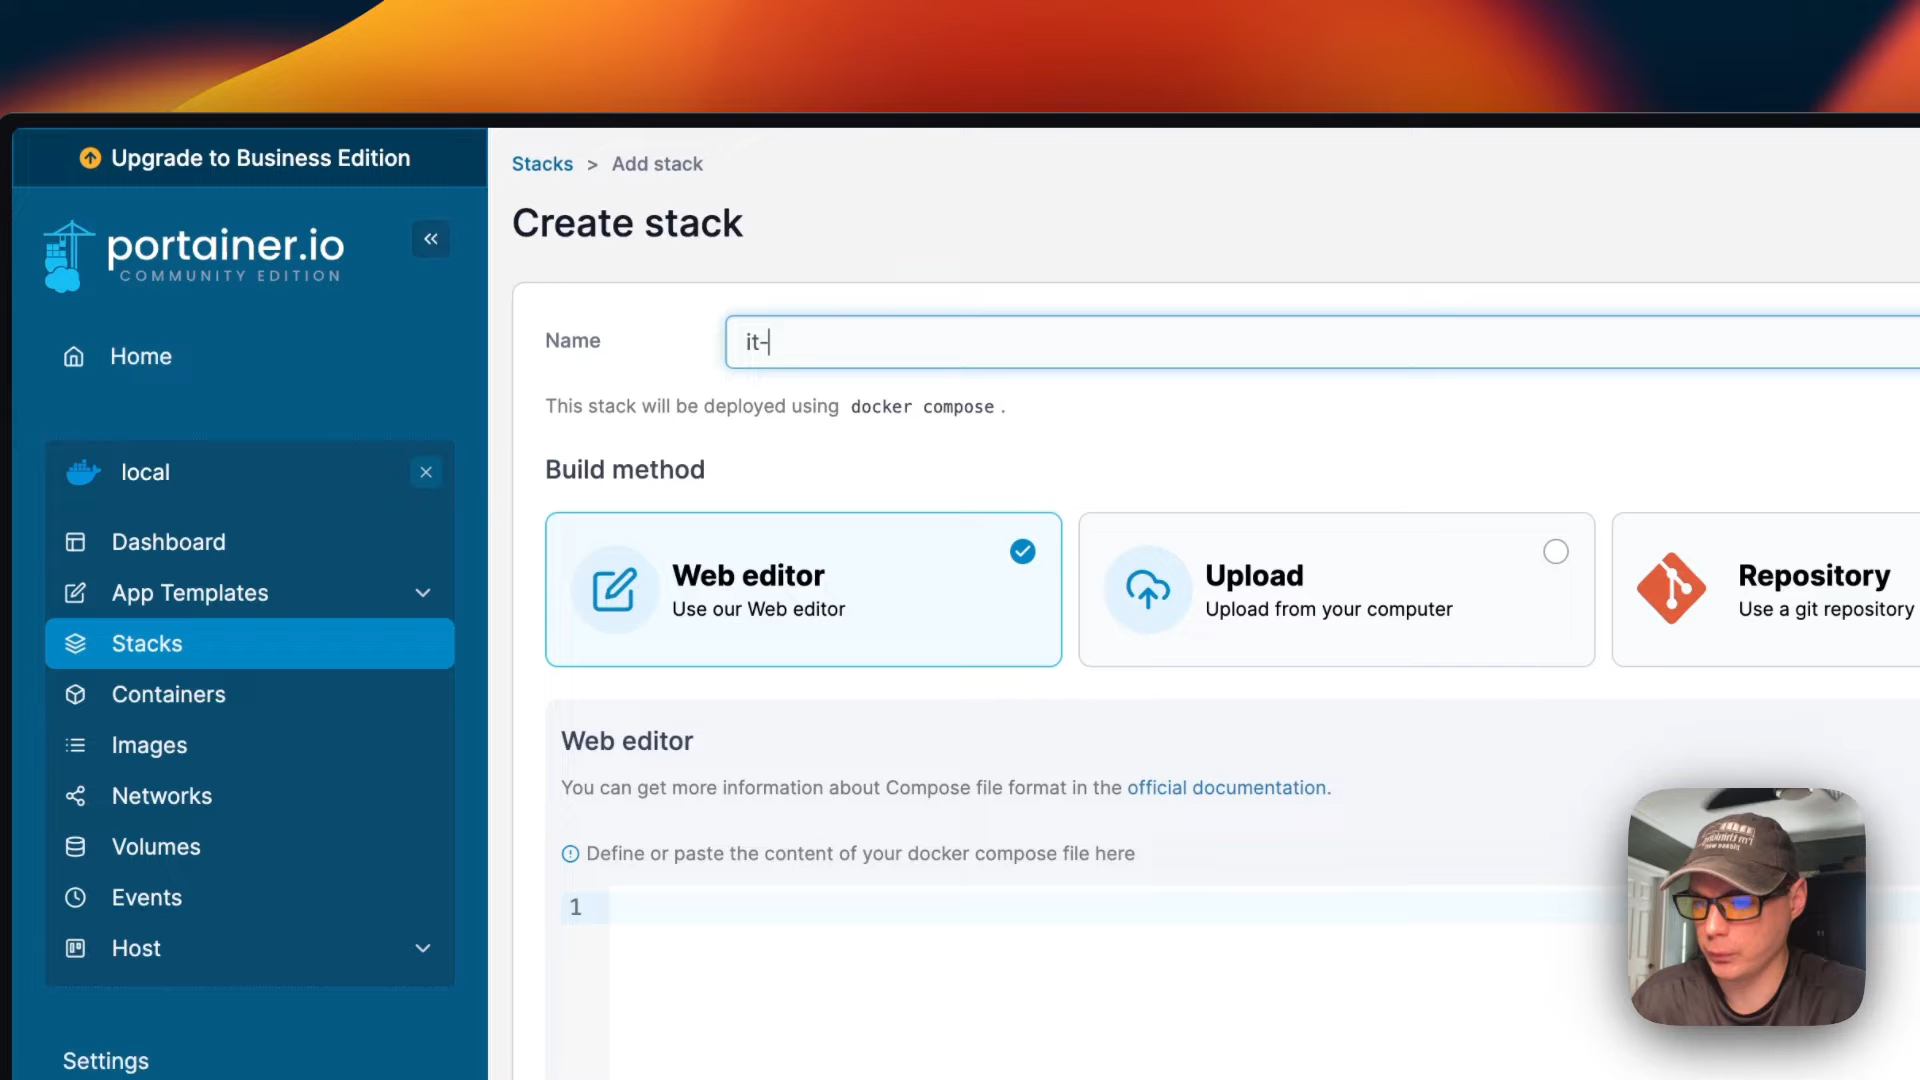 Upgrade to Business Edition
portainer.io
COMMUNITY EDITION
Home
local
Dashboard
App Templates
Stacks
Containers
Images
Networks
Volumes
Events
Host
Settings
Stacks > Add stack
Create stack
Name
it-
This stack will be deployed using docker compose .
Build method
Web editor
Use our Web editor
Upload
Upload from your computer
Repository
Use a git repository
Web editor
You can get more information about Compose file format in the official documentation.
Define or paste the content of your docker compose file here
1